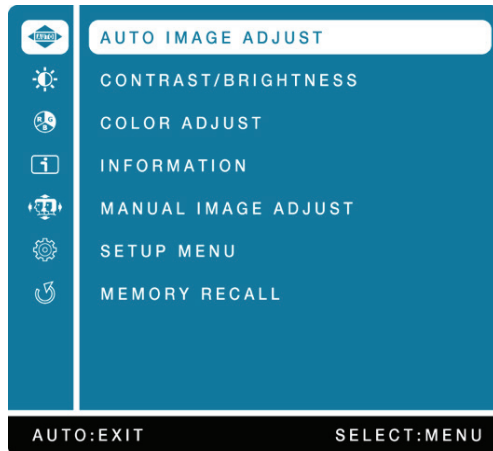 AUTO IMAGE ADJUST
CONTRAST/BRIGHTNESS
COLOR ADJUST
INFORMATION
MANUAL IMAGE ADJUST
SETUP MENU
MEMORY RECALL
AUTO:EXIT SELECT:MENU